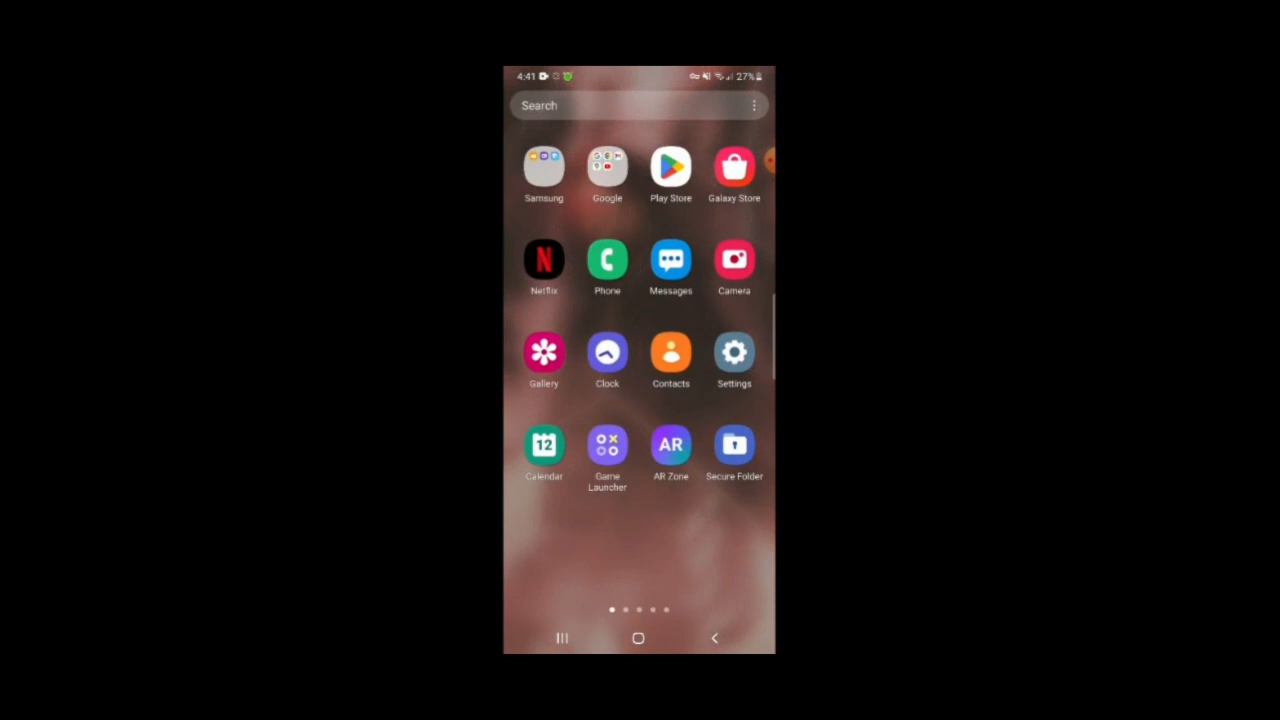 4:41 27%
Search
Samsung Google Play Store Galaxy Store
N
Netflix Phone Messages Camera
Gallery Clock Contacts Settings
12 AR
Calendar Game Launcher AR Zone Secure Folder